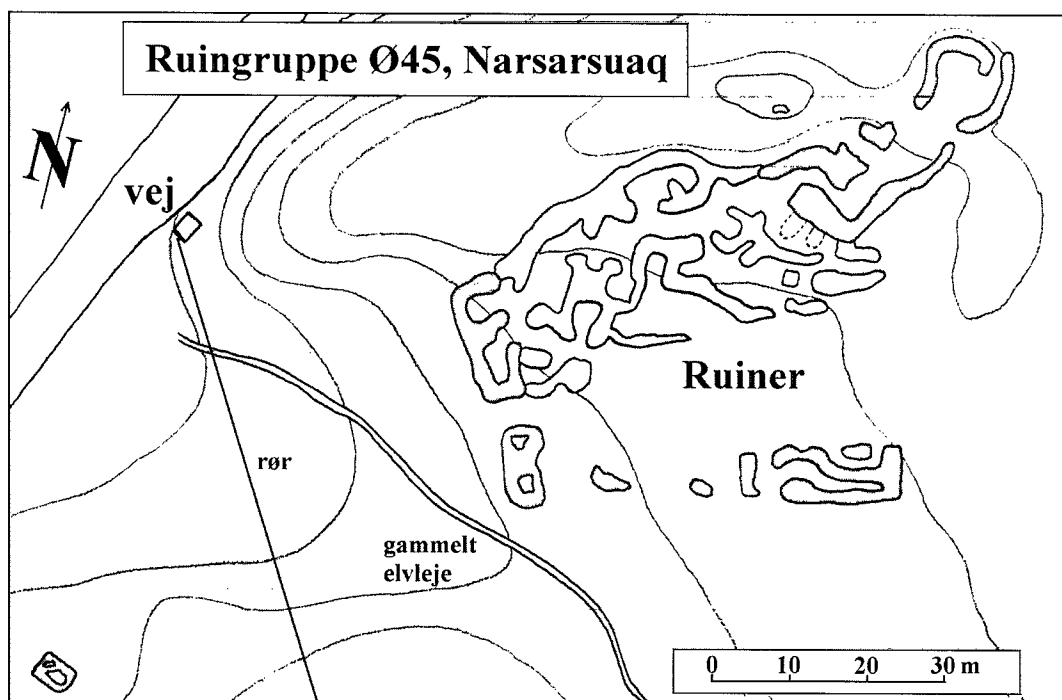 Ruingruppe Ø45, Narsarsuaq
N
vej
Ruiner
rør
gammelt
elvleje
0 10 20 30 m